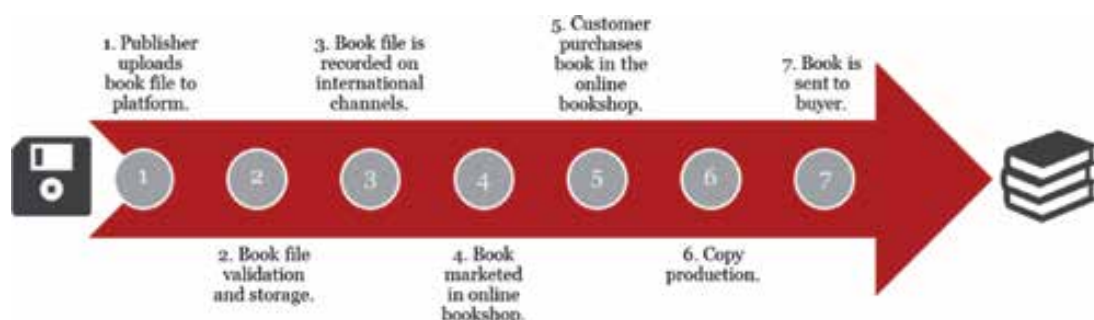 1. Publisher
uploads
book file to
platform.
3. Book file is
recorded on
international
channels.
5. Customer
purchases
book in the
online
bookshop.
7. Book is
sent to
buyer.
1
2
3
4
5
6
7
2. Book file
validation
and storage.
4. Book
marketed
in online
bookshop.
6. Copy
production.